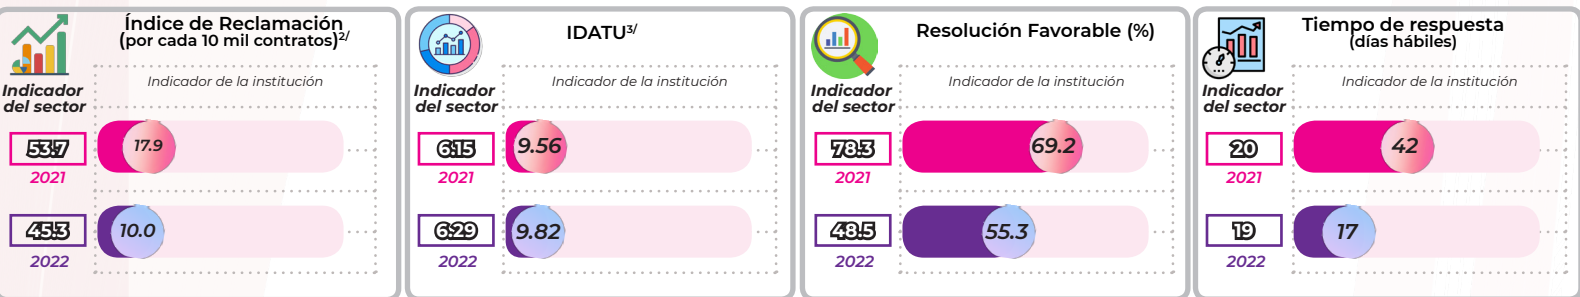 Índice de Reclamación
(por cada 10 mil contratos)2/
Indicador de la institución
Indicador
del sector
53.7
17.9
2021
45.3
10.0
2022
IDATU3/
Indicador de la institución
Indicador
del sector
6.15
9.56
2021
6.29
9.82
2022
Resolución Favorable (%)
Indicador de la institución
Indicador
del sector
78.3
69.2
2021
48.5
55.3
2022
Tiempo de respuesta
(días hábiles)
Indicador de la institución
Indicador
del sector
20
42
2021
19
17
2022